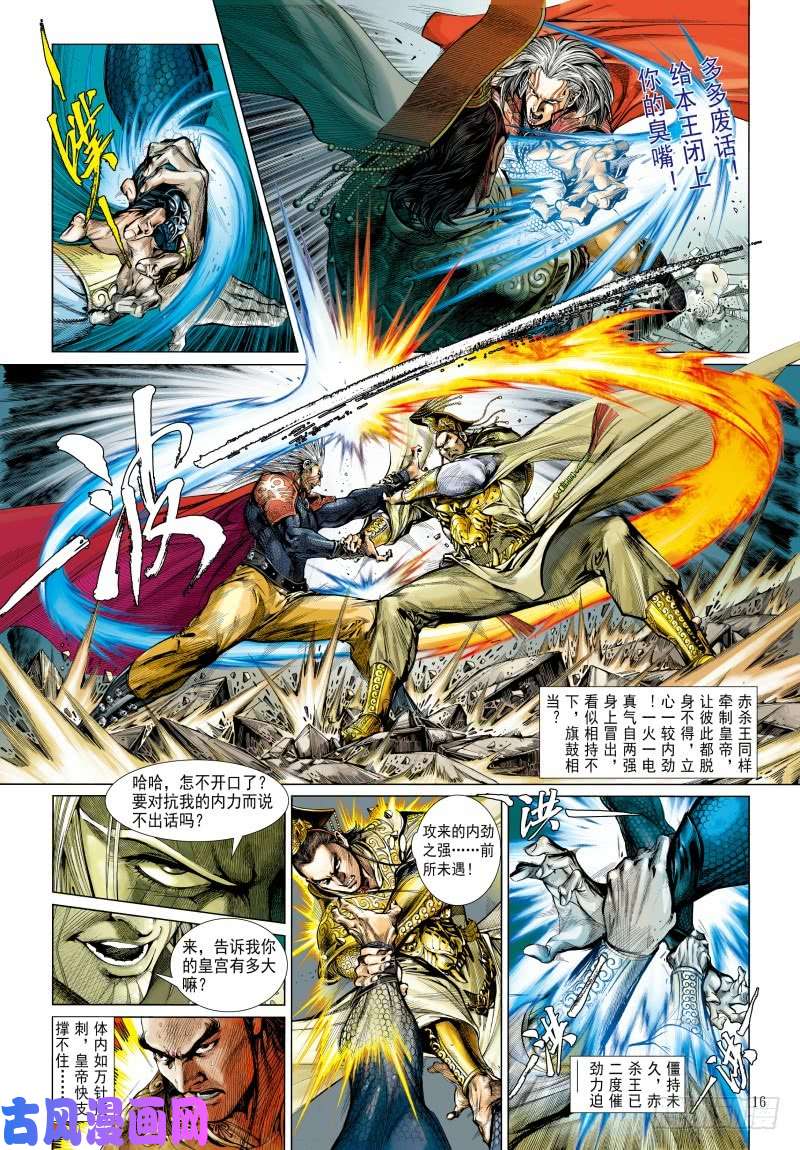 一噗
多多废话！
给本王闭上
你的臭嘴！
一波
赤杀王同样
牵制皇帝，
让彼此都脱
身不得，立
心一较内劲
！一火一电
真气自两强
身上冒出，
看似相持不
下，旗鼓相
当？
哈哈，怎不开口了？
要对抗我的内力而说
不出话吗？
来，告诉我你
的皇宫有多大
嘛？
体内如万针
刺，皇帝快支
撑不住……
攻来的内劲
之强……前
所未遇！
一洪一
洪一
僵持未
久，赤
杀王已
二度催
劲力迫
——
16
古风漫画网